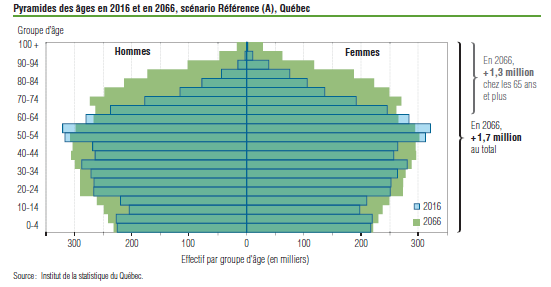 Pyramides des âges en 2016 et en 2066, scénario Référence (A), Québec
Groupe d'âge
Hommes
Femmes
100 +
90-94
80-84
70-74
60-64
50-54
40-44
30-34
20-24
10-14
0-4
En 2066,
+1,3 million
chez les 65 ans
et plus
En 2066,
+1,7 million
au total
2016
2066
300 200 100 0 100 200 300
Effectif par groupe d'âge (en milliers)
Source : Institut de la statistique du Québec.